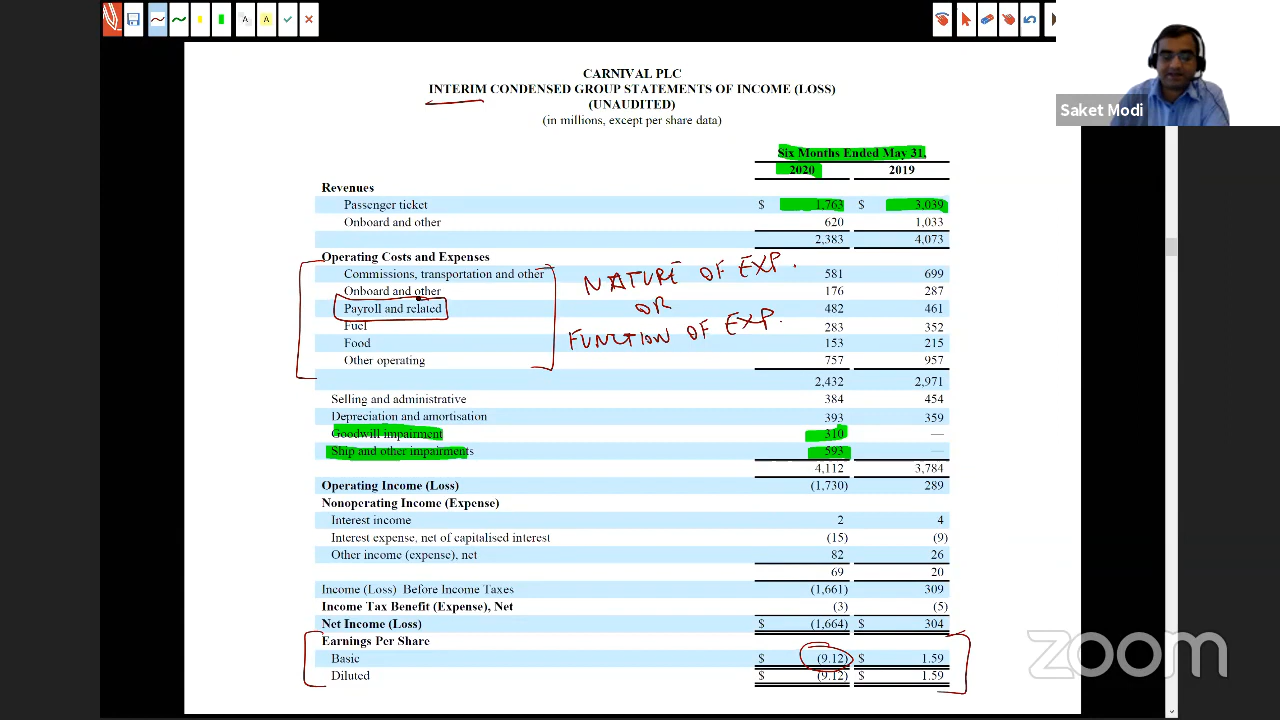 A A
Saket Modi
CARNIVAL PLC
INTERIM CONDENSED GROUP STATEMENTS OF INCOME (LOSS)
(UNAUDITED)
(in millions, except per share data)
Six Months Ended May 31,
2020 2019
Revenues
Passenger ticket $ 1,763 $ 3,039
Onboard and other 620 1,033
2,383 4,073
Operating Costs and Expenses
Commissions, transportation and other 581 699
Onboard and other 176 287
Payroll and related 482 461
Fuel 283 352
Food 153 215
Other operating 757 957
2,432 2,971
NATURE OF EXP.
OR
FUNCTION OF EXP.
Selling and administrative 384 454
Depreciation and amortisation 393 359
Goodwill impairment 310 —
Ship and other impairments 593 —
4,112 3,784
Operating Income (Loss) (1,730) 289
Nonoperating Income (Expense)
Interest income 2 4
Interest expense, net of capitalised interest (15) (9)
Other income (expense), net 82 26
69 20
Income (Loss) Before Income Taxes (1,661) 309
Income Tax Benefit (Expense), Net (3) (5)
Net Income (Loss) $ (1,664) $ 304
Earnings Per Share
Basic $ (9.12) $ 1.59
Diluted $ (9.12) $ 1.59
zoom